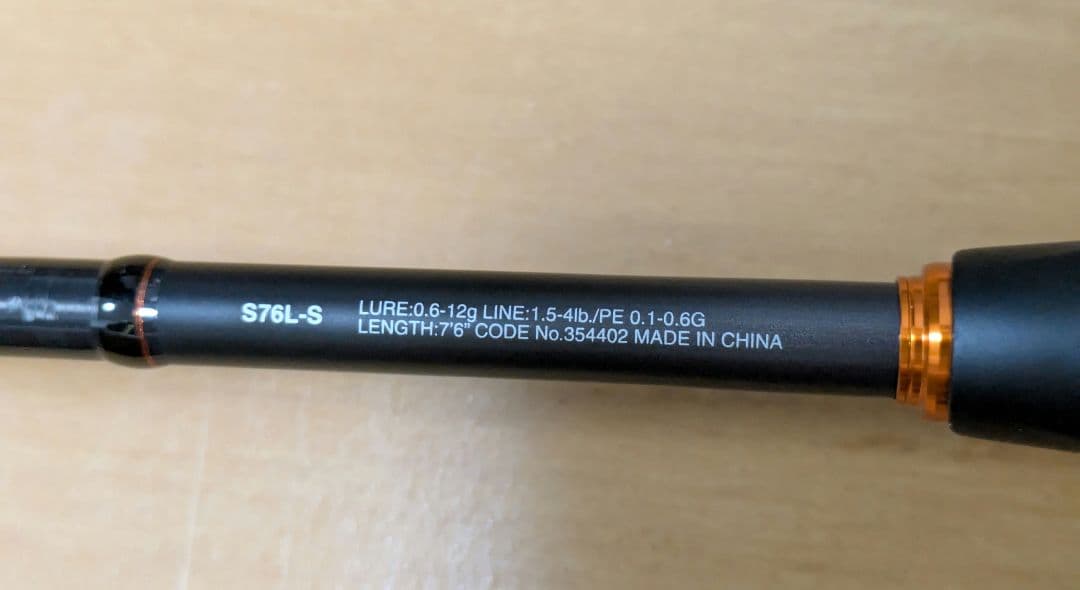 S76L-S
LURE:0.6-12g LINE:1.5-4lb./PE 0.1-0.6G
LENGTH:7'6" CODE No.354402 MADE IN CHINA